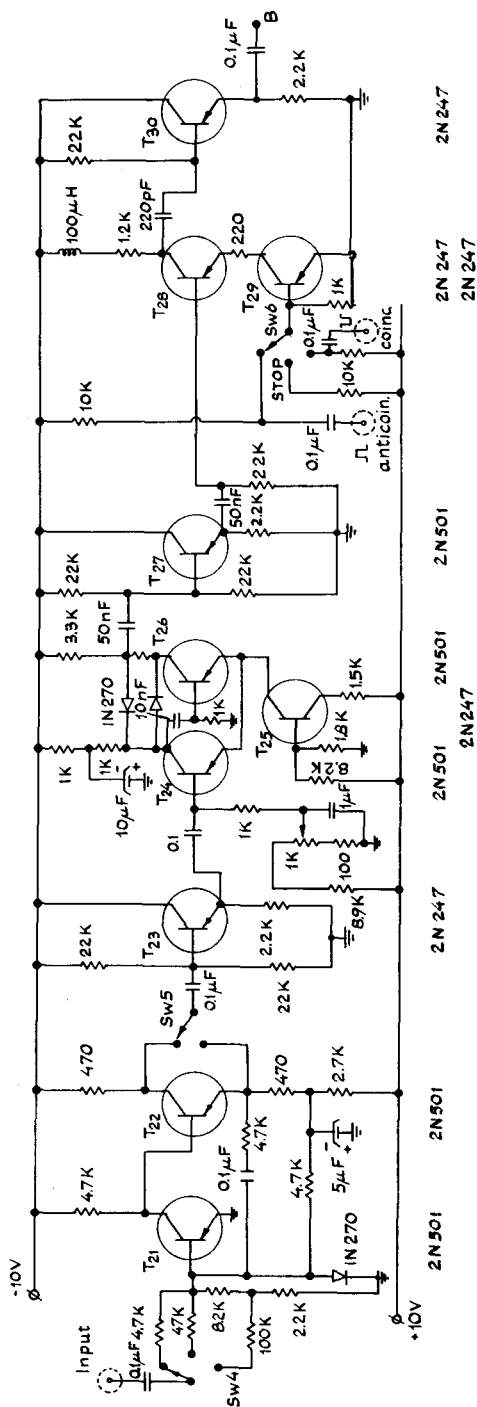 -10V
Input
0.1µF
4.7K
47K
8.2K
100K
2.2K
Sw4
4.7K
T21
1N270
470
T22
4.7K
0.1µF
4.7K
470
5µF
- +
2.7K
Sw5
0.1µF
22K
T23
2.2K
22K
0.1
1K
1K
100
8.9K
1µF
1K
1K
10µF
- +
1N270
10nF
T24
3.3K
50nF
T26
1K
T25
1.8K
8.2K
1.5K
22K
T27
22K
2.2K
50nF
22K
10K
0.1µF
anticoin.
STOP
10K
Sw6
0.1µF
coinc.
100µH
1.2K
220pF
T28
220
T29
1K
22K
T30
0.1µF
B
2.2K
+10V
2N501
2N501
2N247
2N501
2N501
2N247
2N501
2N247
2N247
2N247